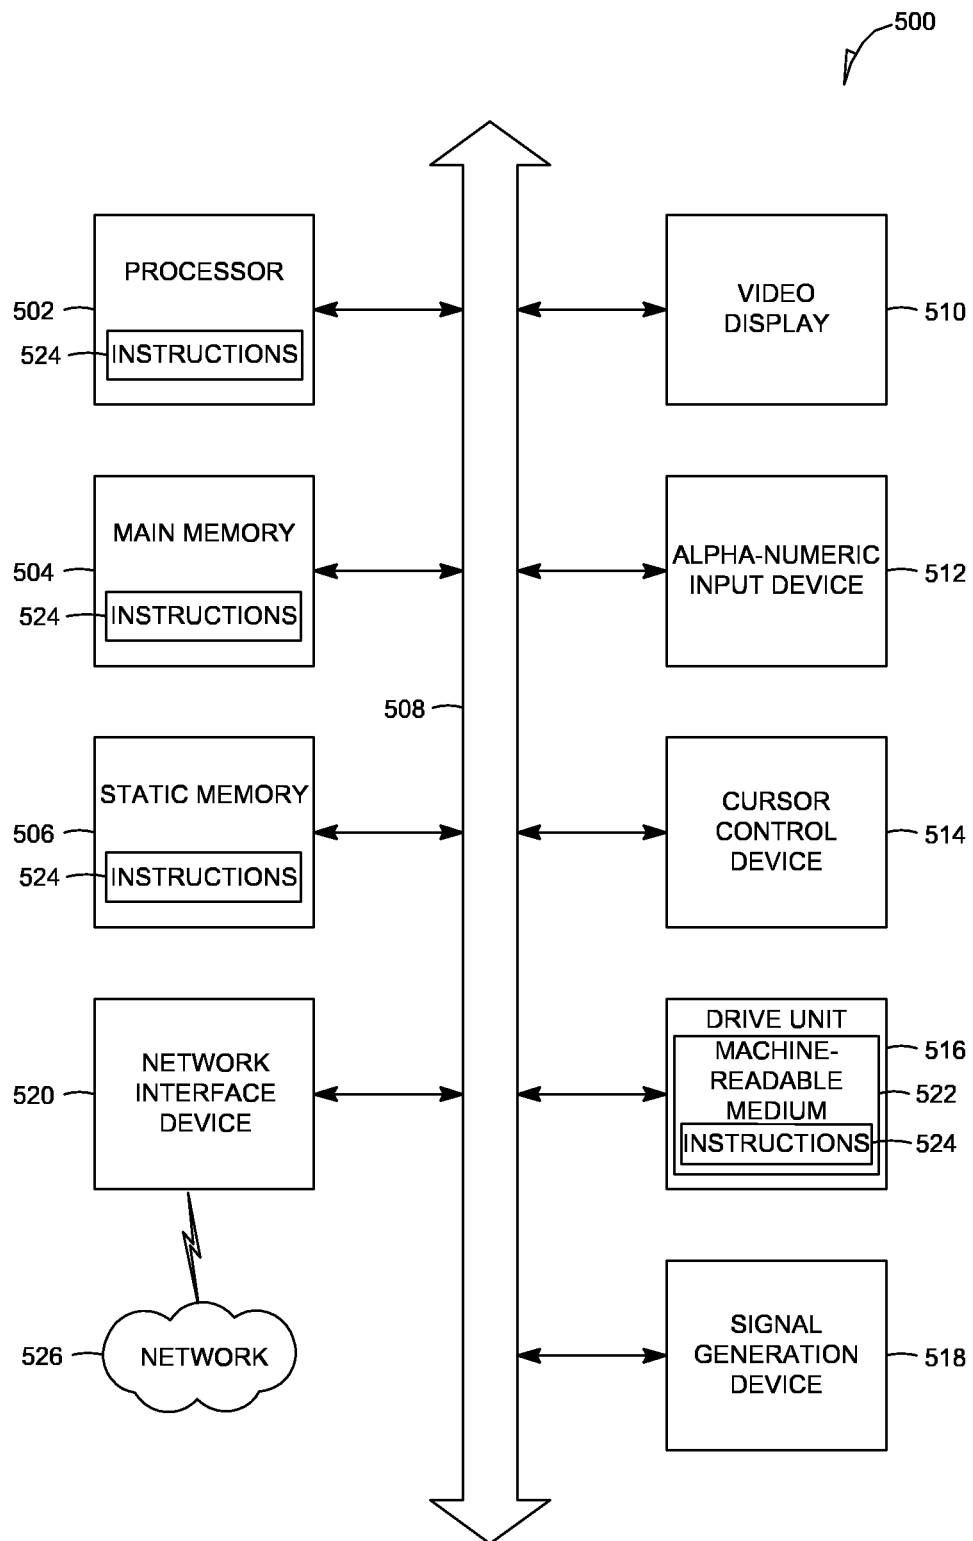 500
PROCESSOR
502
524
INSTRUCTIONS
VIDEO
DISPLAY
510
MAIN MEMORY
504
524
INSTRUCTIONS
ALPHA-NUMERIC
INPUT DEVICE
512
508
STATIC MEMORY
506
524
INSTRUCTIONS
CURSOR
CONTROL
DEVICE
514
NETWORK
INTERFACE
DEVICE
520
DRIVE UNIT
516
MACHINE-
READABLE
MEDIUM
522
INSTRUCTIONS
524
526
NETWORK
SIGNAL
GENERATION
DEVICE
518